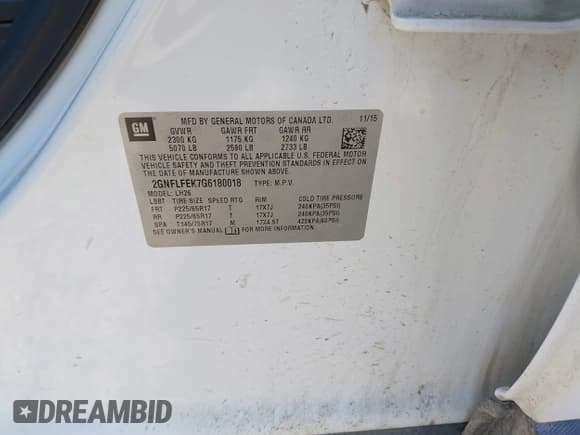 GM
MFD BY GENERAL MOTORS OF CANADA LTD. 11/15
GVWR GAWR FRT GAWR RR
2300 KG 1175 KG 1240 KG
5070 LB 2590 LB 2733 LB
THIS VEHICLE CONFORMS TO ALL APPLICABLE U.S. FEDERAL MOTOR
VEHICLE SAFETY AND THEFT PREVENTION STANDARDS IN EFFECT ON
THE DATE OF MANUFACTURE SHOWN ABOVE.
2GNFLFEK7G6180018 TYPE: M.P.V.
MODEL: LH26
LSBT TIRE SIZE SPEED RTG RIM COLD TIRE PRESSURE
FRT P225/65R17 T 17X7J 240KPA(35PSI)
RR P225/65R17 T 17X7J 240KPA(35PSI)
SPA T145/70R17 M 17X4.5T 420KPA(60PSI)
SEE OWNER'S MANUAL FOR MORE INFORMATION.
DREAMBID